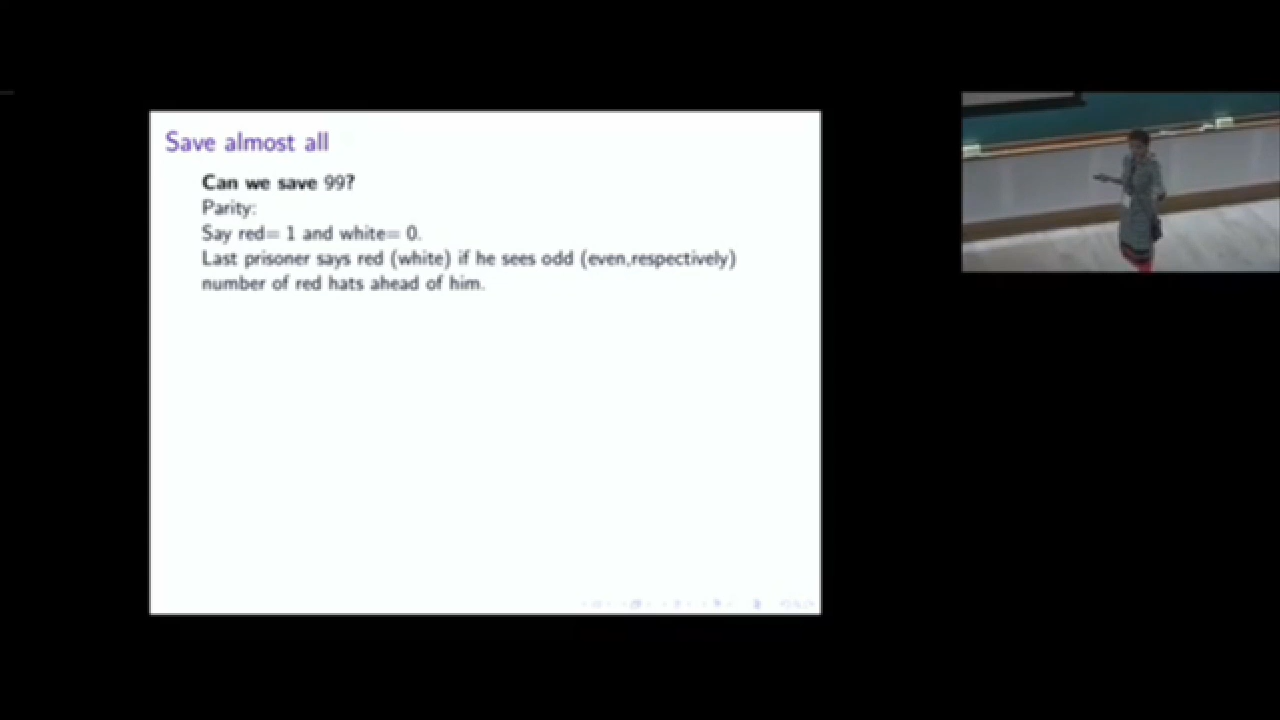 Save almost all
Can we save 99?
Parity:
Say red= 1 and white= 0.
Last prisoner says red (white) if he sees odd (even,respectively)
number of red hats ahead of him.